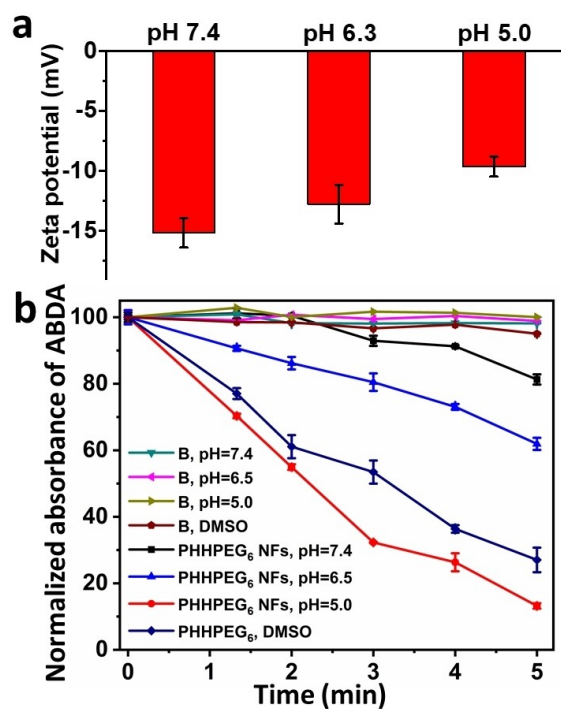 a
pH 7.4 pH 6.3 pH 5.0
Zeta potential (mV)
0
-5
-10
-15
b
Normalized absorbance of ABDA
100
80
60
40
20
0
B, pH=7.4
B, pH=6.5
B, pH=5.0
B, DMSO
PHHPEG₆ NFs, pH=7.4
PHHPEG₆ NFs, pH=6.5
PHHPEG₆ NFs, pH=5.0
PHHPEG₆, DMSO
0 1 2 3 4 5
Time (min)